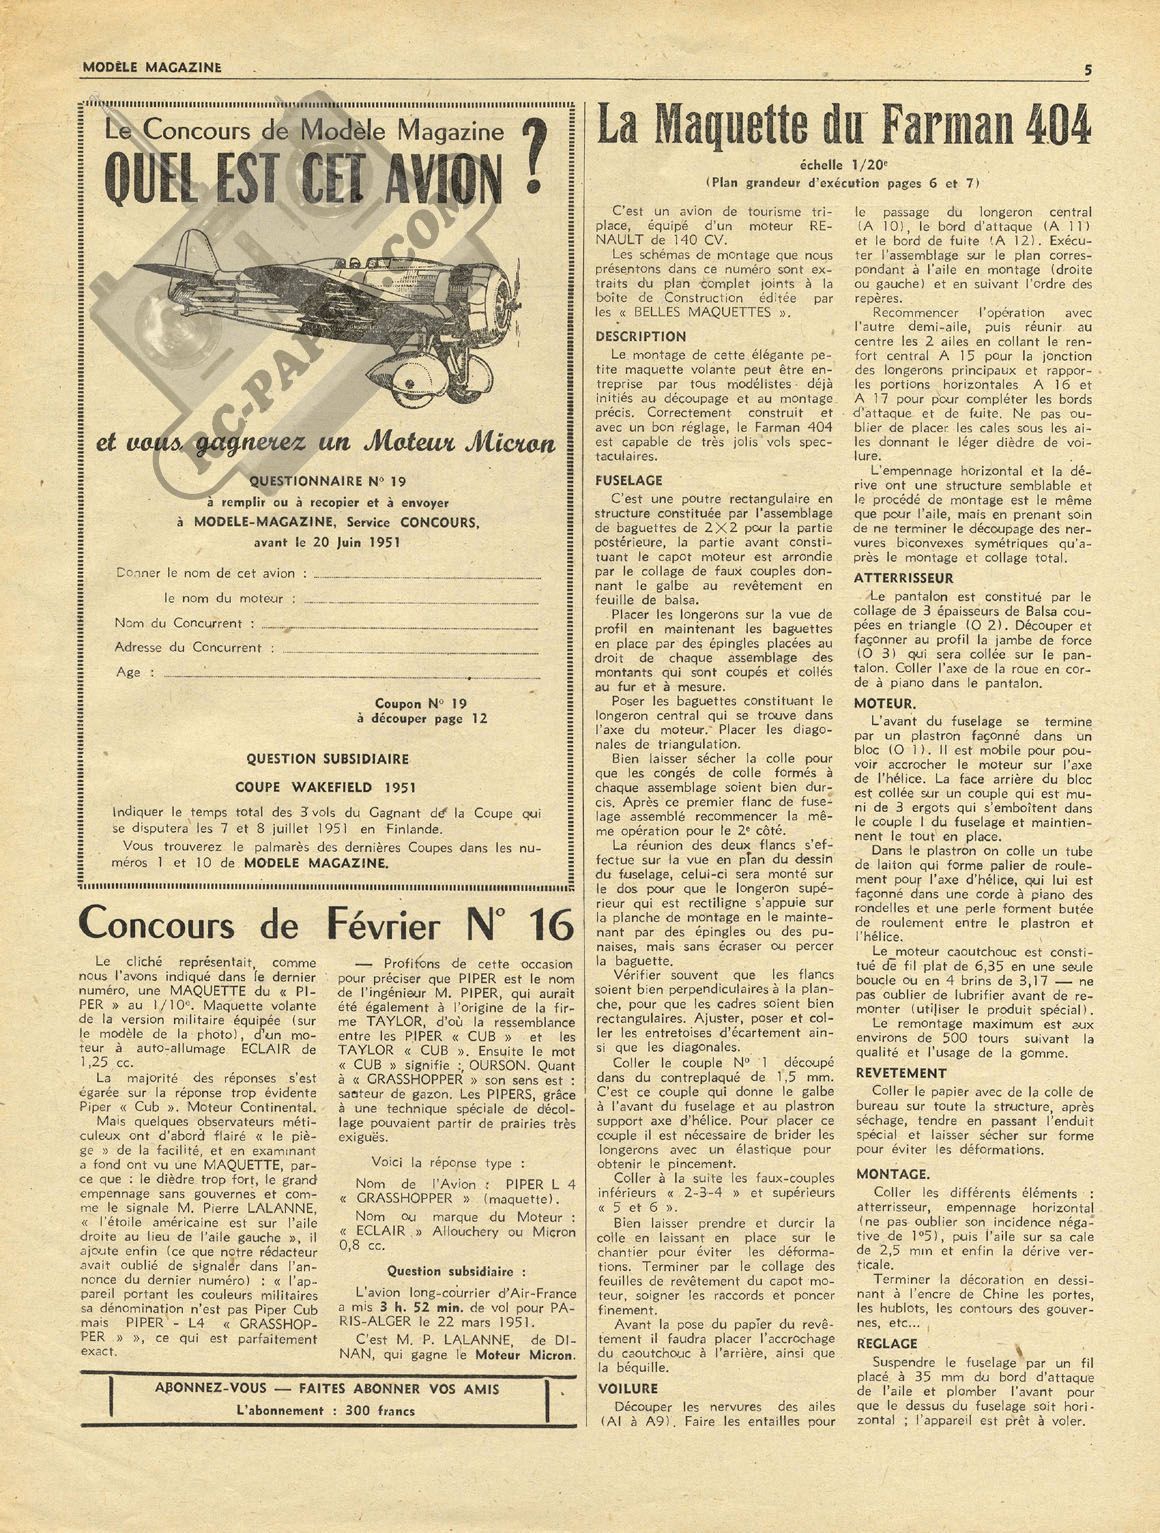 MODÈLE MAGAZINE
5
Le Concours de Modèle Magazine ?
QUEL EST CET AVION
RC-PAPER.COM
et vous gagnerez un Moteur Micron
QUESTIONNAIRE N° 19
à remplir ou à recopier et à envoyer
à MODELE-MAGAZINE, Service CONCOURS,
avant le 20 Juin 1951
Donner le nom de cet avion :
le nom du moteur :
Nom du Concurrent :
Adresse du Concurrent :
Age :
Coupon N° 19
à découper page 12
QUESTION SUBSIDIAIRE
COUPE WAKEFIELD 1951
Indiquer le temps total des 3 vols du Gagnant de la Coupe qui
se disputera les 7 et 8 juillet 1951 en Finlande.
Vous trouverez le palmarès des dernières Coupes dans les nu-
méros 1 et 10 de MODELE MAGAZINE.
Concours de Février N° 16
Le cliché représentait, comme
nous l'avons indiqué dans le dernier
numéro, une MAQUETTE du « PI-
PER » au 1/10e. Maquette volante
de la version militaire équipée (sur
le modèle de la photo), d'un mo-
teur à auto-allumage ECLAIR de
1,25 cc.
La majorité des réponses s'est
égarée sur la réponse trop évidente
Piper « Cub ». Moteur Continental.
Mais quelques observateurs méti-
culeux ont d'abord flairé « le piè-
ge » de la facilité, et en examinant
a fond ont vu une MAQUETTE, par-
ce que : le dièdre trop fort, le grand
empennage sans gouvernes et com-
me le signale M. Pierre LALANNE,
« l'étoile américaine est sur l'aile
droite au lieu de l'aile gauche », il
ajoute enfin (ce que notre rédacteur
avait oublié de signaler dans l'an-
nonce du dernier numéro) : « l'ap-
pareil portant les couleurs militaires
sa dénomination n'est pas Piper Cub
mais PIPER - L4 « GRASSHOP-
PER » », ce qui est parfaitement
exact.
— Profitons de cette occasion
pour préciser que PIPER est le nom
de l'ingénieur M. PIPER, qui aurait
été également à l'origine de la fir-
me TAYLOR, d'où la ressemblance
entre les PIPER « CUB » et les
TAYLOR « CUB ». Ensuite le mot
« CUB » signifie : OURSON. Quant
à « GRASSHOPPER » son sens est :
sauteur de gazon. Les PIPERS, grâce
à une technique spéciale de décol-
lage pouvaient partir de prairies très
exiguës.
Voici la réponse type :
Nom de l'Avion : PIPER L 4
« GRASSHOPPER » (maquette).
Nom ou marque du Moteur :
« ECLAIR » Allouchery ou Micron
0,8 cc.
Question subsidiaire :
L'avion long-courrier d'Air-France
a mis 3 h. 52 min. de vol pour PA-
RIS-ALGER le 22 mars 1951.
C'est M. P. LALANNE, de DI-
NAN, qui gagne le Moteur Micron.
ABONNEZ-VOUS — FAITES ABONNER VOS AMIS
L'abonnement : 300 francs
La Maquette du Farman 404
échelle 1/20e
(Plan grandeur d'exécution pages 6 et 7)
C'est un avion de tourisme tri-
place, équipé d'un moteur RE-
NAULT de 140 CV.
Les schémas de montage que nous
présentons dans ce numéro sont ex-
traits du plan complet joints à la
boîte de Construction éditée par
les « BELLES MAQUETTES ».
DESCRIPTION
Le montage de cette élégante pe-
tite maquette volante peut être en-
treprise par tous modélistes déjà
initiés au découpage et au montage
précis. Correctement construit et
avec un bon réglage, le Farman 404
est capable de très jolis vols spec-
taculaires.
FUSELAGE
C'est une poutre rectangulaire en
structure constituée par l'assemblage
de baguettes de 2×2 pour la partie
postérieure, la partie avant consti-
tuant le capot moteur est arrondie
par le collage de faux couples don-
nant le galbe au revêtement en
feuille de balsa.
Placer les longerons sur la vue de
profil en maintenant les baguettes
en place par des épingles placées au
droit de chaque assemblage des
montants qui sont coupés et collés
au fur et à mesure.
Poser les baguettes constituant le
longeron central qui se trouve dans
l'axe du moteur. Placer les diago-
nales de triangulation.
Bien laisser sécher la colle pour
que les congés de colle formés à
chaque assemblage soient bien dur-
cis. Après ce premier flanc de fuse-
lage assemblé recommencer la mê-
me opération pour le 2e côté.
La réunion des deux flancs s'ef-
fectue sur la vue en plan du dessin
du fuselage, celui-ci sera monté sur
le dos pour que le longeron supé-
rieur qui est rectiligne s'appuie sur
la planche de montage en le mainte-
nant par des épingles ou des pu-
naises, mais sans écraser ou percer
la baguette.
Vérifier souvent que les flancs
soient bien perpendiculaires à la plan-
che, pour que les cadres soient bien
rectangulaires. Ajuster, poser et col-
ler les entretoises d'écartement ain-
si que les diagonales.
Coller le couple N° 1 découpé
dans du contreplaqué de 1,5 mm.
C'est ce couple qui donne le galbe
à l'avant du fuselage et au plastron
support axe d'hélice. Pour placer ce
couple il est nécessaire de brider les
longerons avec un élastique pour
obtenir le pincement.
Coller à la suite les faux-couples
inférieurs « 2-3-4 » et supérieurs
« 5 et 6 ».
Bien laisser prendre et durcir la
colle en laissant en place sur le
chantier pour éviter les déforma-
tions. Terminer par le collage des
feuilles de revêtement du capot mo-
teur, soigner les raccords et poncer
finement.
Avant la pose du papier du revê-
tement il faudra placer l'accrochage
du caoutchouc à l'arrière, ainsi que
la béquille.
VOILURE
Découper les nervures des ailes
(A1 à A9). Faire les entailles pour
le passage du longeron central
(A 10), le bord d'attaque (A 11)
et le bord de fuite (A 12). Exécu-
ter l'assemblage sur le plan corres-
pondant à l'aile en montage (droite
ou gauche) et en suivant l'ordre des
repères.
Recommencer l'opération avec
l'autre demi-aile, puis réunir au
centre les 2 ailes en collant le ren-
fort central A 15 pour la jonction
des longerons principaux et rappor-
les portions horizontales A 16 et
A 17 pour pour compléter les bords
d'attaque et de fuite. Ne pas ou-
blier de placer les cales sous les ai-
les donnant le léger dièdre de voi-
lure.
L'empennage horizontal et la dé-
rive ont une structure semblable et
le procédé de montage est le même
que pour l'aile, mais en prenant soin
de ne terminer le découpage des ner-
vures biconvexes symétriques qu'a-
près le montage et collage total.
ATTERRISSEUR
Le pantalon est constitué par le
collage de 3 épaisseurs de Balsa cou-
pées en triangle (O 2). Découper et
façonner au profil la jambe de force
(O 3) qui sera collée sur le pan-
talon. Coller l'axe de la roue en cor-
de à piano dans le pantalon.
MOTEUR.
L'avant du fuselage se termine
par un plastron façonné dans un
bloc (O 1). Il est mobile pour pou-
voir accrocher le moteur sur l'axe
de l'hélice. La face arrière du bloc
est collée sur un couple qui est mu-
ni de 3 ergots qui s'emboîtent dans
le couple I du fuselage et maintien-
nent le tout en place.
Dans le plastron on colle un tube
de laiton qui forme palier de roule-
ment pour l'axe d'hélice, qui lui est
façonné dans une corde à piano des
rondelles et une perle forment butée
de roulement entre le plastron et
l'hélice.
Le moteur caoutchouc est consti-
tué de fil plat de 6,35 en une seule
boucle ou en 4 brins de 3,17 — ne
pas oublier de lubrifier avant de re-
monter (utiliser le produit spécial).
Le remontage maximum est aux
environs de 500 tours suivant la
qualité et l'usage de la gomme.
REVETEMENT
Coller le papier avec de la colle de
bureau sur toute la structure, après
séchage, tendre en passant l'enduit
spécial et laisser sécher sur forme
pour éviter les déformations.
MONTAGE.
Coller les différents éléments :
atterrisseur, empennage horizontal
(ne pas oublier son incidence néga-
tive de 1°5), puis l'aile sur sa cale
de 2,5 mm et enfin la dérive ver-
ticale.
Terminer la décoration en dessi-
nant à l'encre de Chine les portes,
les hublots, les contours des gouver-
nes, etc...
REGLAGE
Suspendre le fuselage par un fil
placé à 35 mm du bord d'attaque
de l'aile et plomber l'avant pour
que le dessus du fuselage soit hori-
zontal ; l'appareil est prêt à voler.